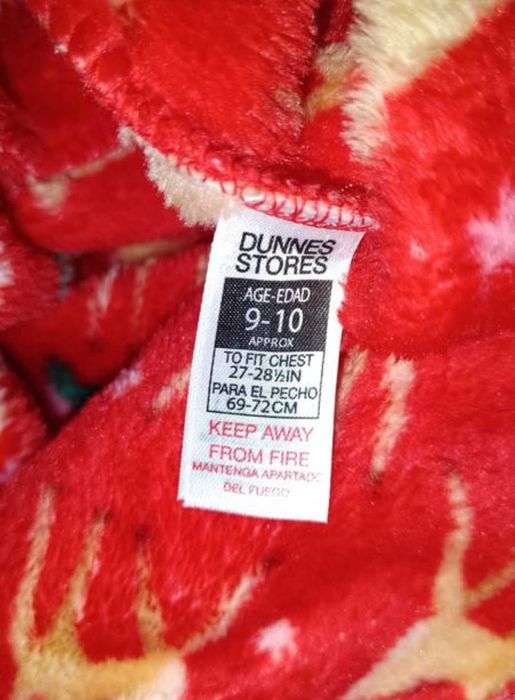 DUNNES
STORES
AGE-EDAD
9-10
APPROX
TO FIT CHEST
27-28½IN
PARA EL PECHO
69-72CM
KEEP AWAY
FROM FIRE
MANTENGA APARTADO
DEL FUEGO